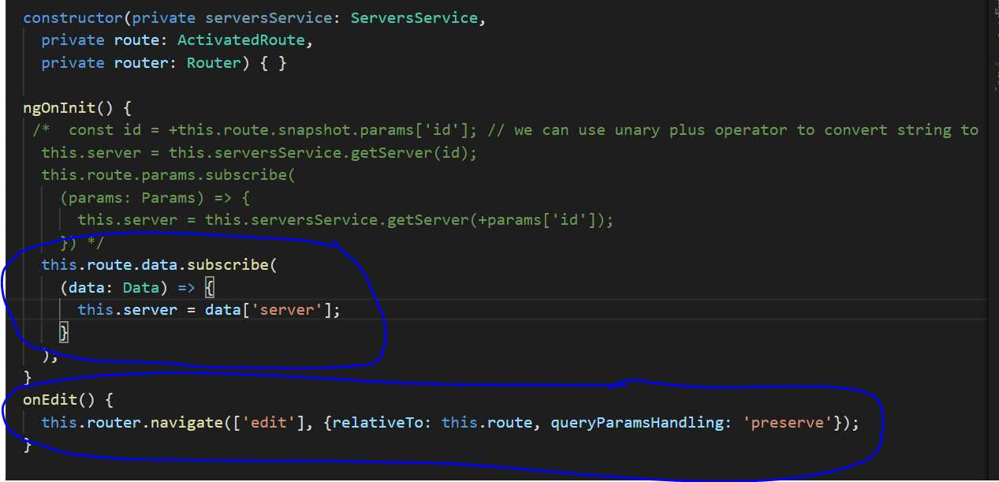 constructor(private serversService: ServersService,
private route: ActivatedRoute,
private router: Router) { }
ngOnInit() {
/*  const id = +this.route.snapshot.params['id']; // we can use unary plus operator to convert string to
this.server = this.serversService.getServer(id);
this.route.params.subscribe(
(params: Params) => {
this.server = this.serversService.getServer(+params['id']);
}) */
this.route.data.subscribe(
(data: Data) => {
this.server = data['server'];
}
);
}
onEdit() {
this.router.navigate(['edit'], {relativeTo: this.route, queryParamsHandling: 'preserve'});
}